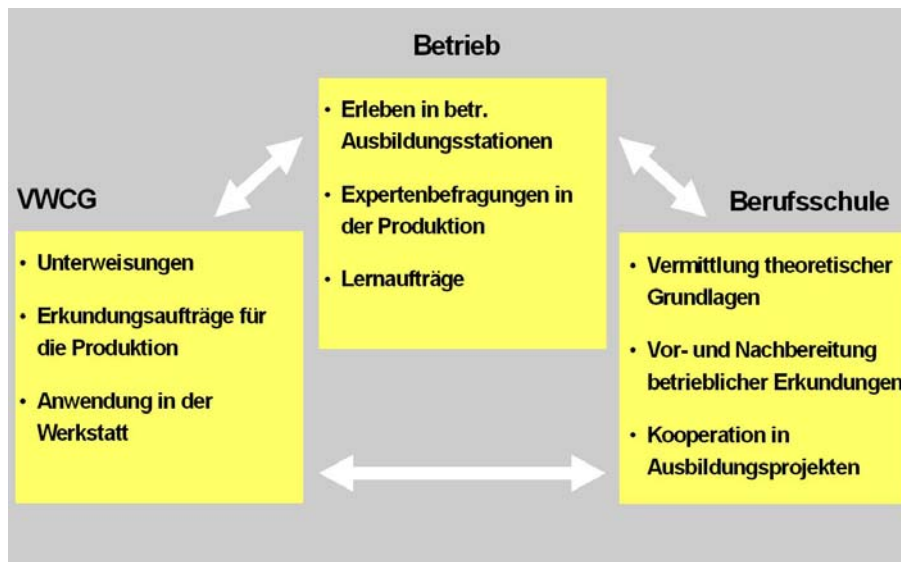 Betrieb
• Erleben in betr.
Ausbildungsstationen
• Expertenbefragungen in
der Produktion
• Lernaufträge
VWCG
• Unterweisungen
• Erkundungsaufträge für
die Produktion
• Anwendung in der
Werkstatt
Berufsschule
• Vermittlung theoretischer
Grundlagen
• Vor- und Nachbereitung
betrieblicher Erkundungen
• Kooperation in
Ausbildungsprojekten